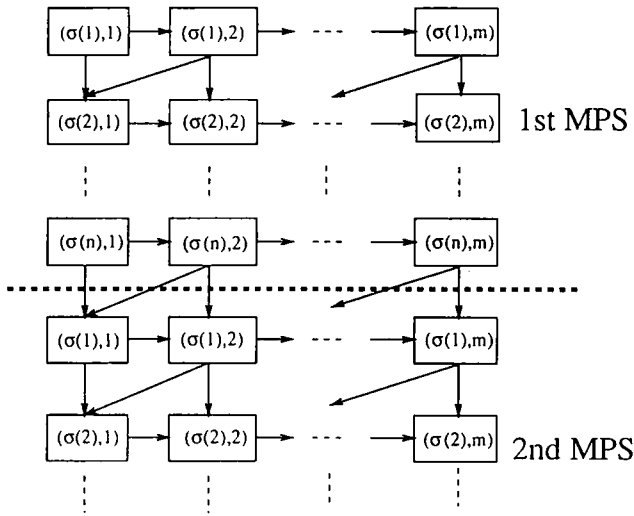 (σ(1),1) (σ(1),2) (σ(1),m)
(σ(2),1) (σ(2),2) (σ(2),m) 1st MPS
(σ(n),1) (σ(n),2) (σ(n),m)
(σ(1),1) (σ(1),2) (σ(1),m)
(σ(2),1) (σ(2),2) (σ(2),m) 2nd MPS